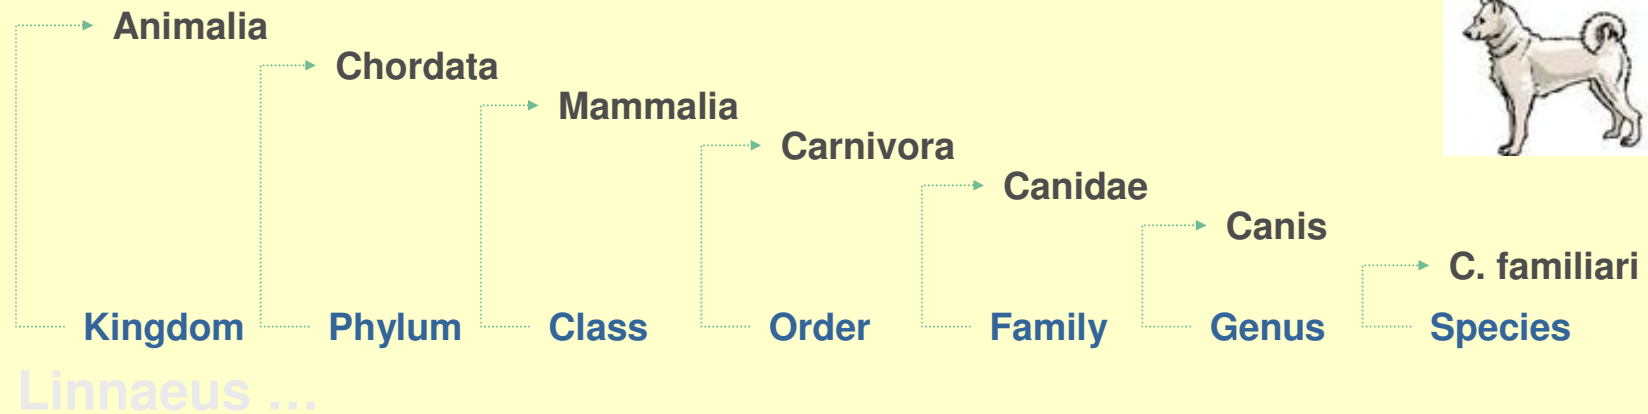 Animalia
Chordata
Mammalia
Carnivora
Canidae
Canis
C. familiari
Kingdom Phylum Class Order Family Genus Species
Linnaeus ...